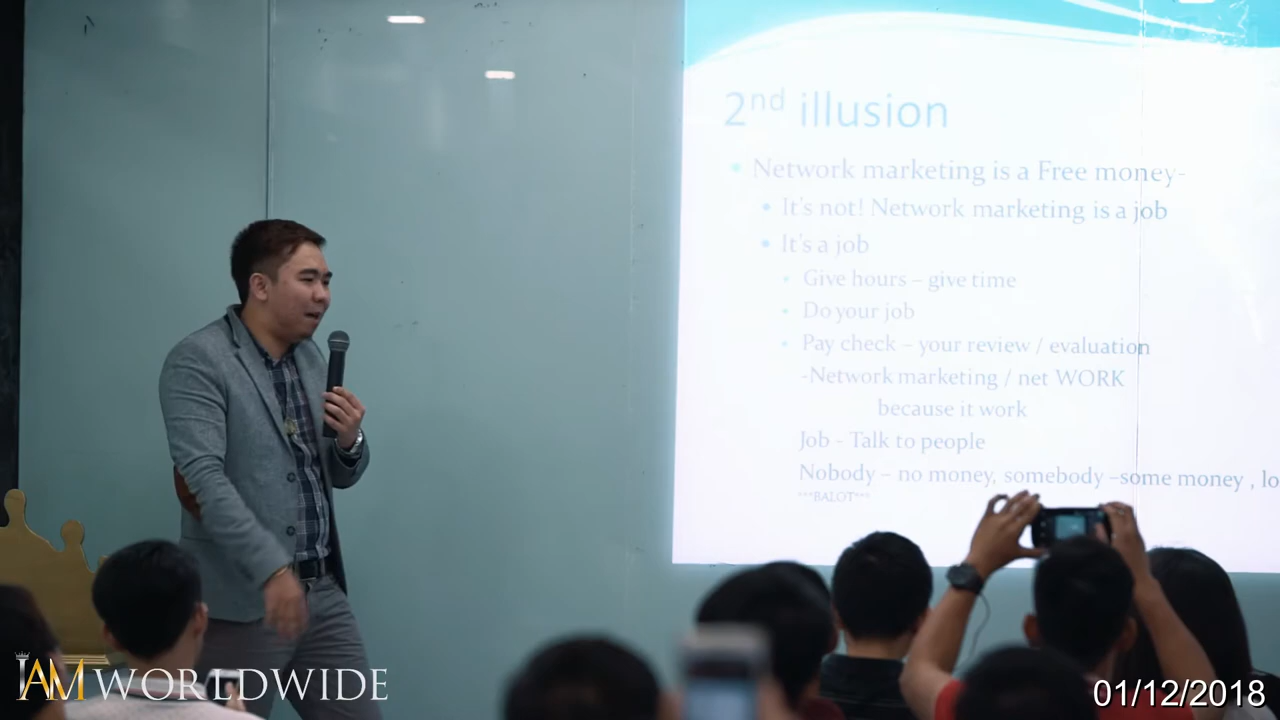 2nd illusion
Network marketing is a Free money-
It's not! Network marketing is a job
It's a job
Give hours – give time
Do your job
Pay check – your review / evaluation
-Network marketing / net WORK
because it work
Job - Talk to people
Nobody – no money, somebody –some money , lo
***BALOT***
IAM WORLDWIDE
01/12/2018